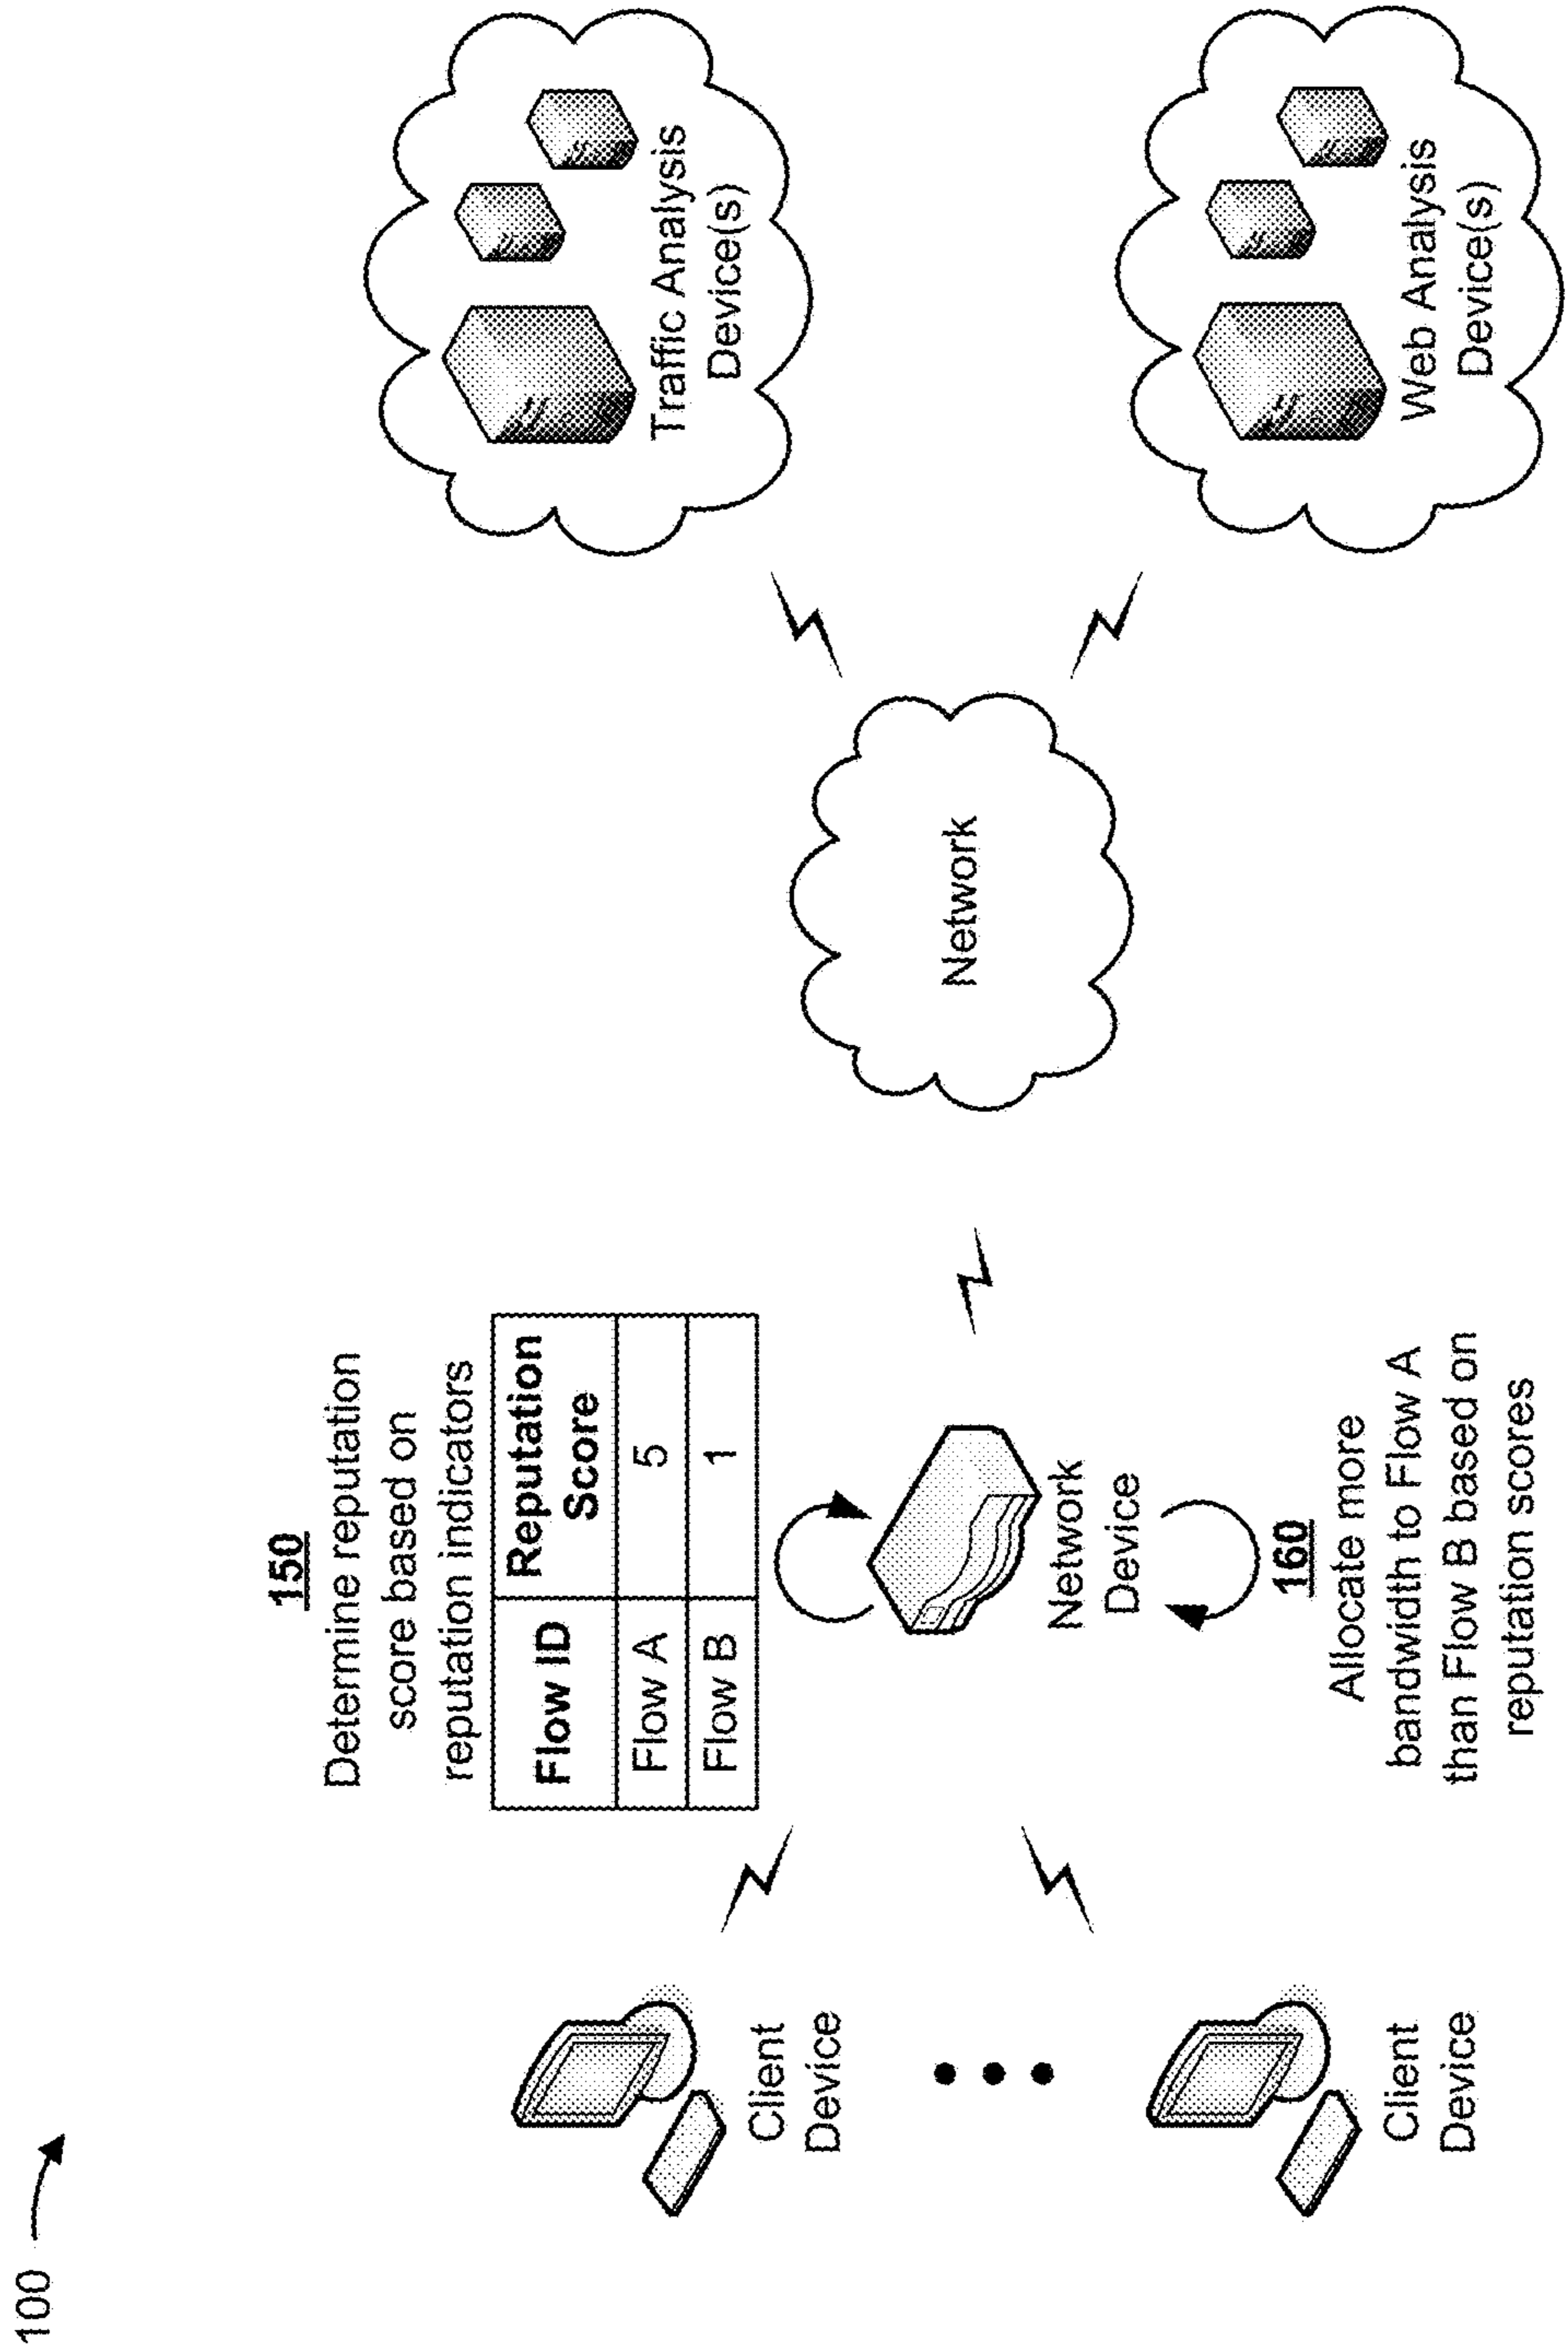 100
150
Determine reputation
score based on
reputation indicators
Flow ID
Reputation
Score
Flow A
5
Flow B
1
Client
Device
Client
Device
Network
Device
160
Allocate more
bandwidth to Flow A
than Flow B based on
reputation scores
Network
Traffic Analysis
Device(s)
Web Analysis
Device(s)